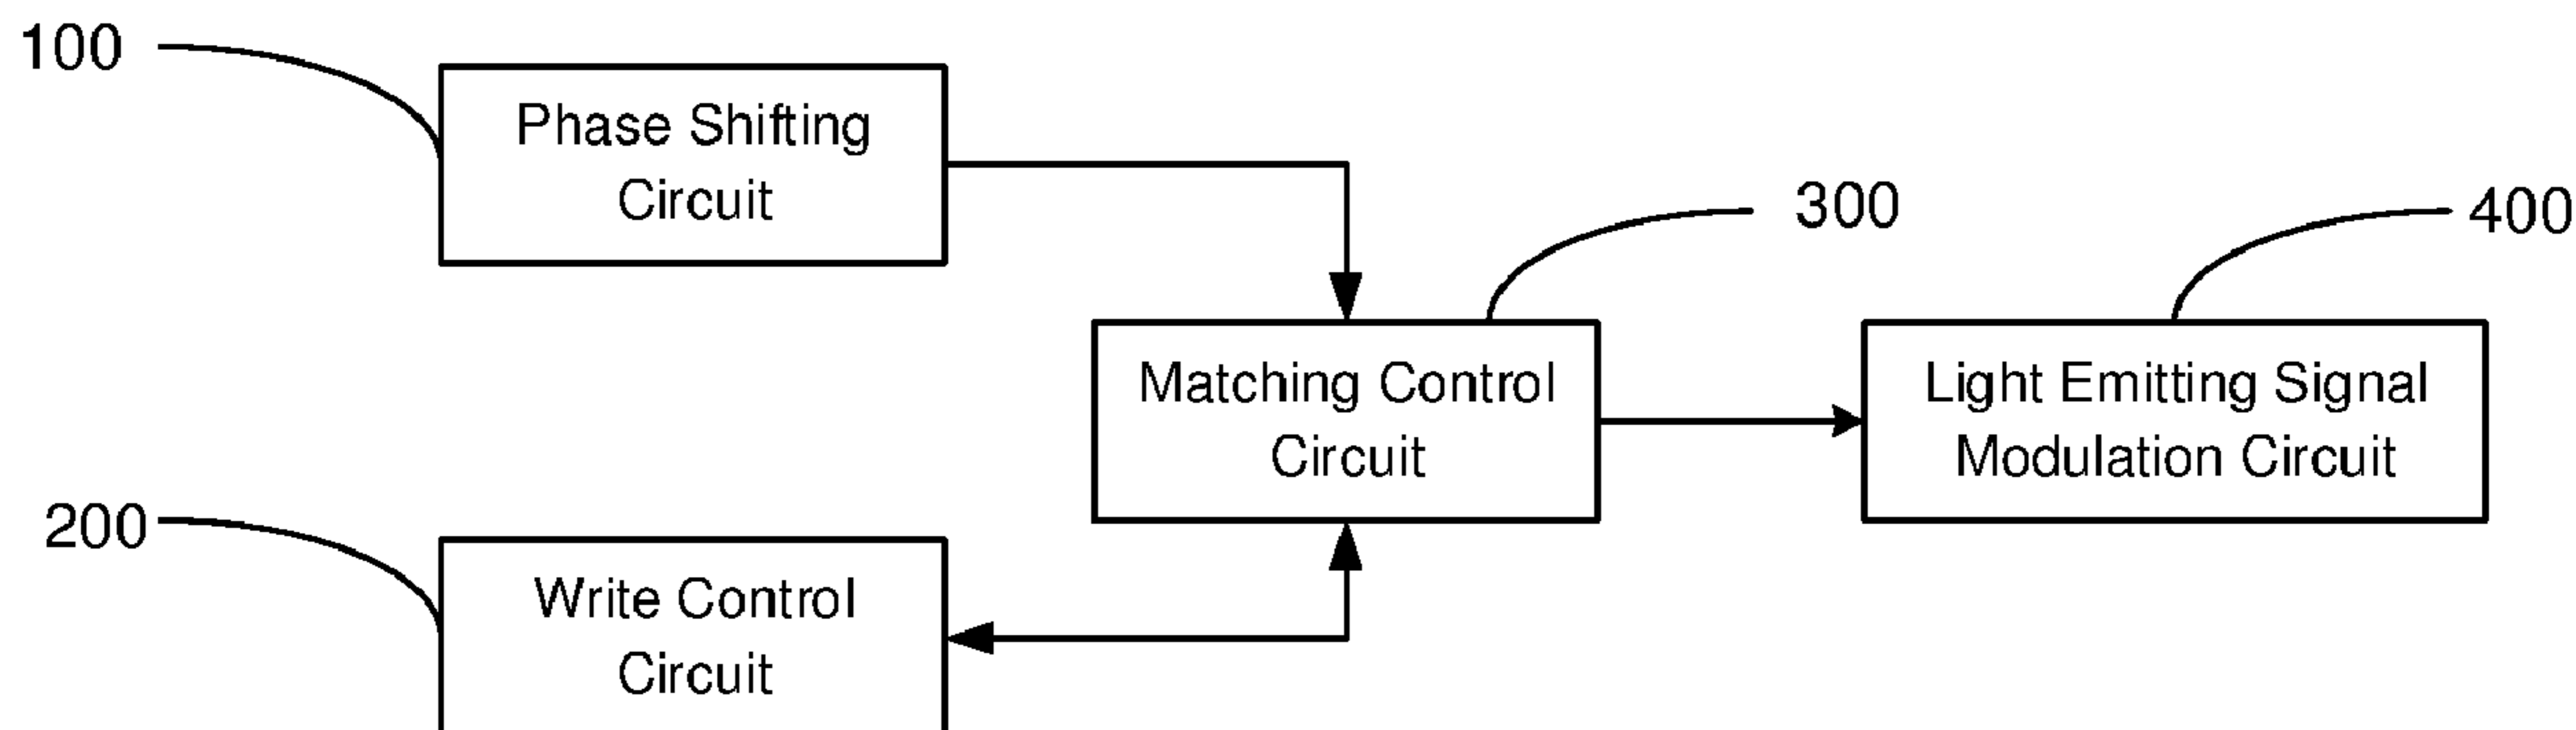 100
Phase Shifting
Circuit
300
400
Matching Control
Circuit
Light Emitting Signal
Modulation Circuit
200
Write Control
Circuit